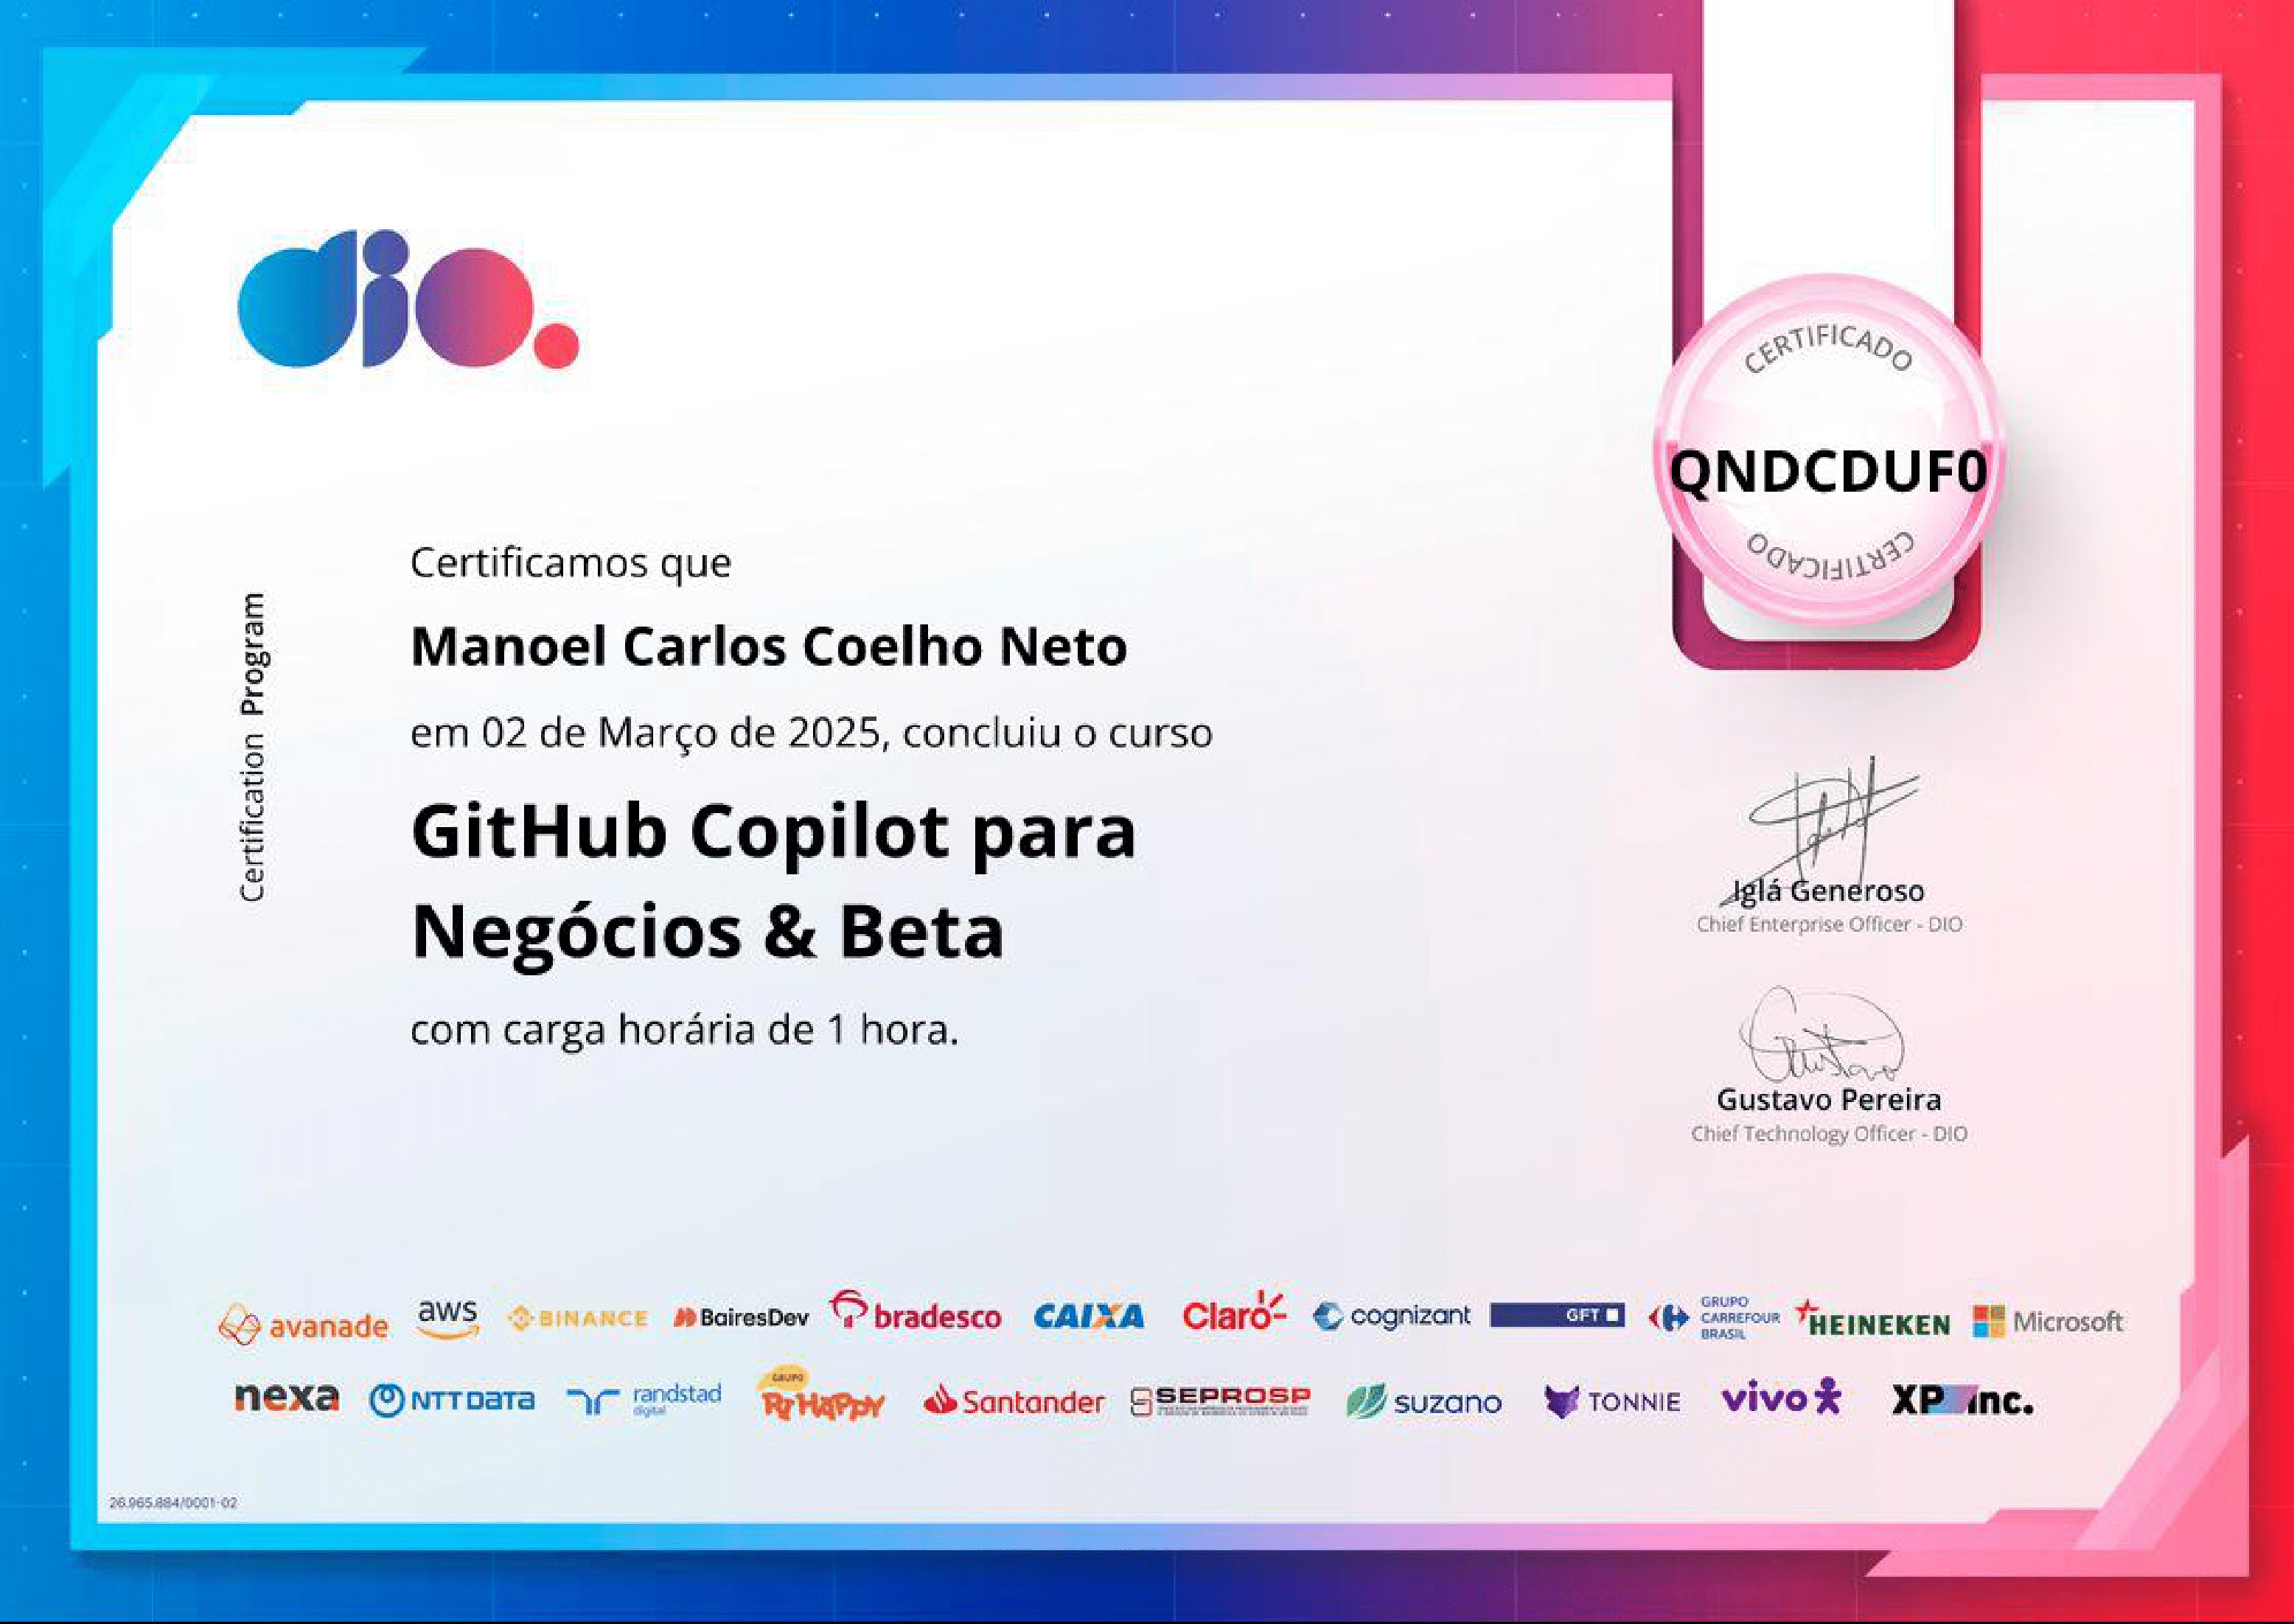 dio.
CERTIFICADO
QNDCDUF0
CERTIFICADO
Certification Program
Certificamos que
Manoel Carlos Coelho Neto
em 02 de Março de 2025, concluiu o curso
GitHub Copilot para
Negócios & Beta
com carga horária de 1 hora.
Iglá Generoso
Chief Enterprise Officer - DIO
Gustavo
Gustavo Pereira
Chief Technology Officer - DIO
avanade aws BINANCE BairesDev bradesco CAIXA Claro cognizant GFT GRUPO CARREFOUR BRASIL HEINEKEN Microsoft
nexa NTT DATA randstad digital GRUPO Ri HAPPY Santander SEPROSP suzano TONNIE vivo XP inc.
26.965.884/0001-02